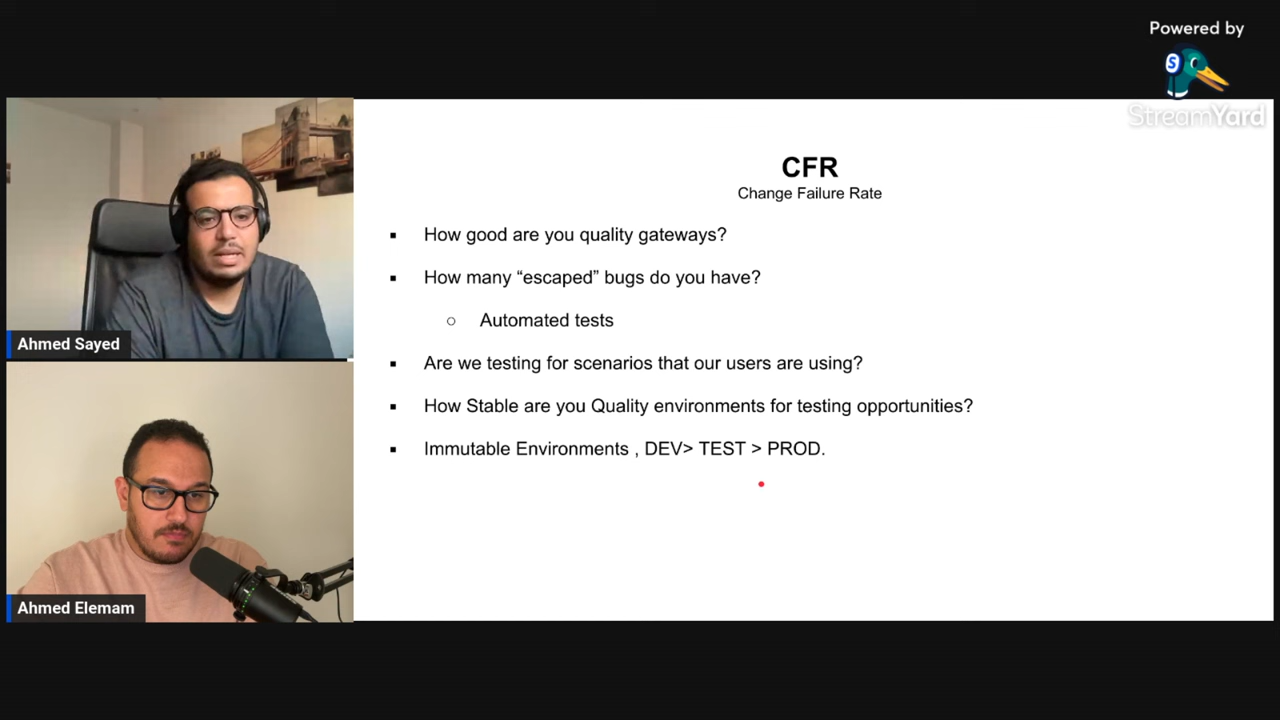 Powered by
S
StreamYard
CFR
Change Failure Rate
▪ How good are you quality gateways?
▪ How many “escaped” bugs do you have?
○ Automated tests
▪ Are we testing for scenarios that our users are using?
▪ How Stable are you Quality environments for testing opportunities?
▪ Immutable Environments , DEV> TEST > PROD.
Ahmed Sayed
Ahmed Elemam